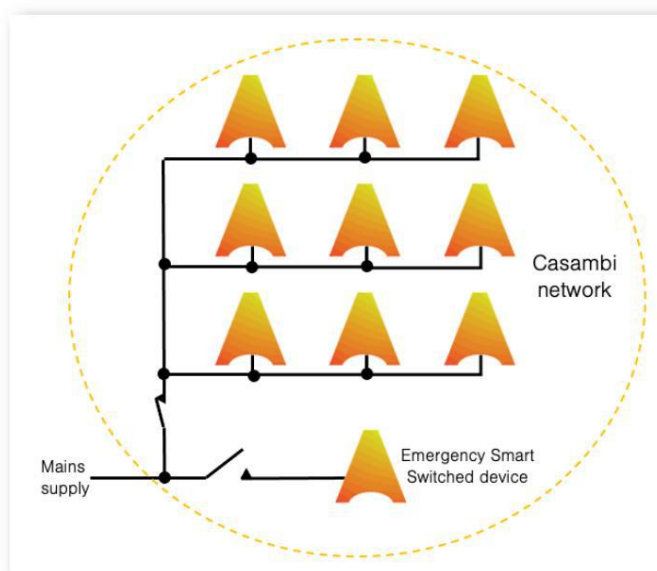 Casambi
network
Emergency Smart
Switched device
Mains
supply